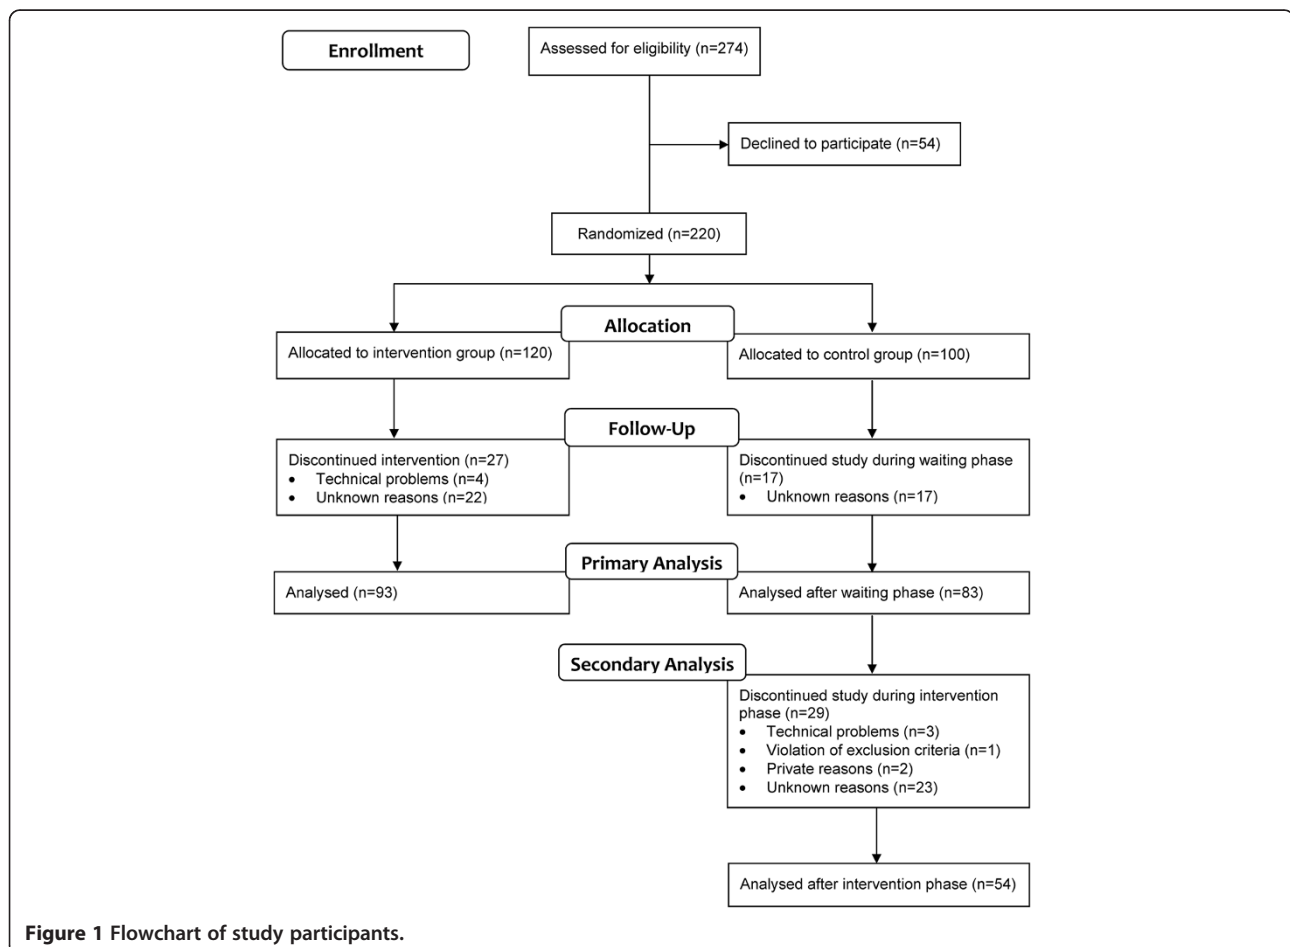 Enrollment
Assessed for eligibility (n=274)
Declined to participate (n=54)
Randomized (n=220)
Allocation
Allocated to intervention group (n=120)
Allocated to control group (n=100)
Follow-Up
Discontinued intervention (n=27)
• Technical problems (n=4)
• Unknown reasons (n=22)
Discontinued study during waiting phase
(n=17)
• Unknown reasons (n=17)
Primary Analysis
Analysed (n=93)
Analysed after waiting phase (n=83)
Secondary Analysis
Discontinued study during intervention
phase (n=29)
• Technical problems (n=3)
• Violation of exclusion criteria (n=1)
• Private reasons (n=2)
• Unknown reasons (n=23)
Analysed after intervention phase (n=54)
Figure 1 Flowchart of study participants.